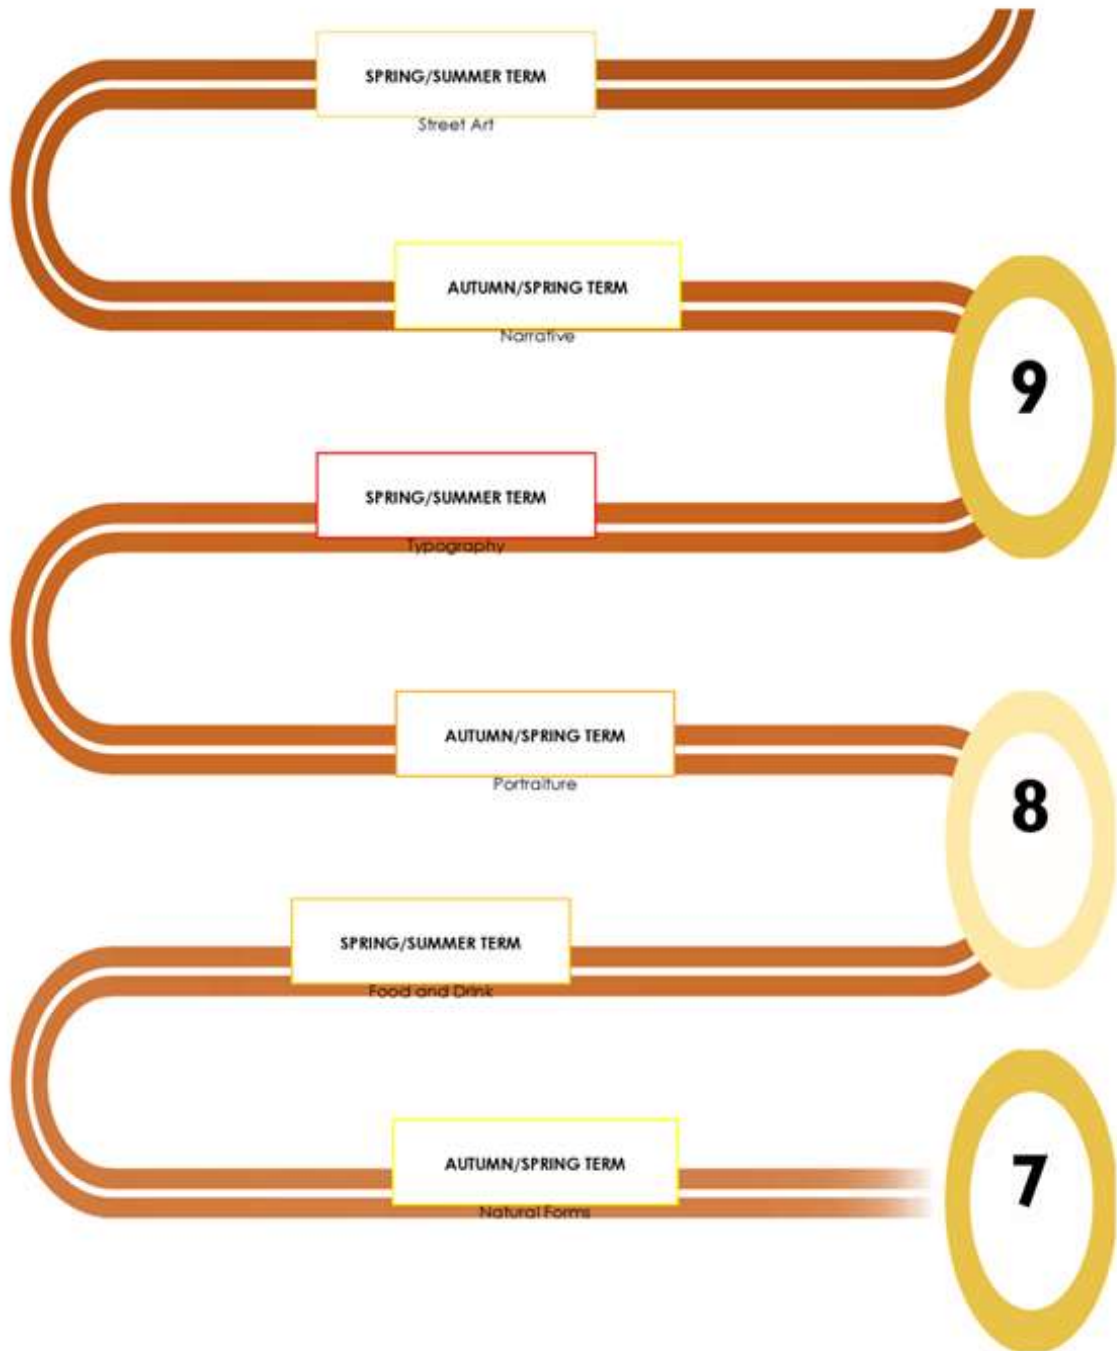 SPRING/SUMMER TERM
Street Art
AUTUMN/SPRING TERM
Narrative
9
SPRING/SUMMER TERM
Typography
AUTUMN/SPRING TERM
Portraiture
8
SPRING/SUMMER TERM
Food and Drink
AUTUMN/SPRING TERM
7
Natural Forms